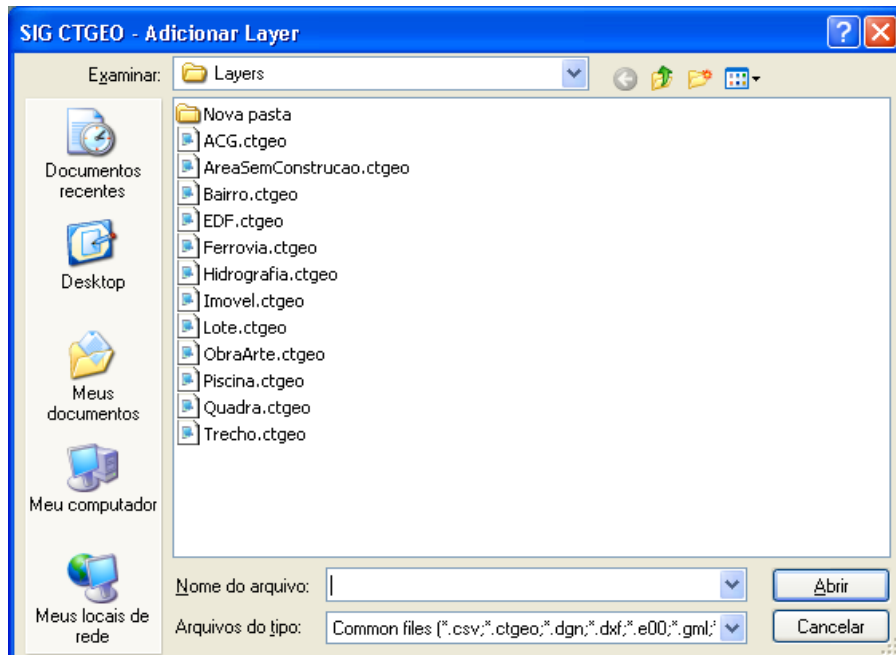 SIG CTGEO - Adicionar Layer
Examinar:
Layers
Documentos
recentes
Desktop
Meus
documentos
Meu computador
Meus locais de
rede
Nova pasta
ACG.ctgeo
AreaSemConstrucao.ctgeo
Bairro.ctgeo
EDF.ctgeo
Ferrovia.ctgeo
Hidrografia.ctgeo
Imovel.ctgeo
Lote.ctgeo
ObraArte.ctgeo
Piscina.ctgeo
Quadra.ctgeo
Trecho.ctgeo
Nome do arquivo:
Abrir
Arquivos do tipo:
Common files (*.csv;*.ctgeo;*.dgn;*.dxf;*.e00;*.gml;*
Cancelar